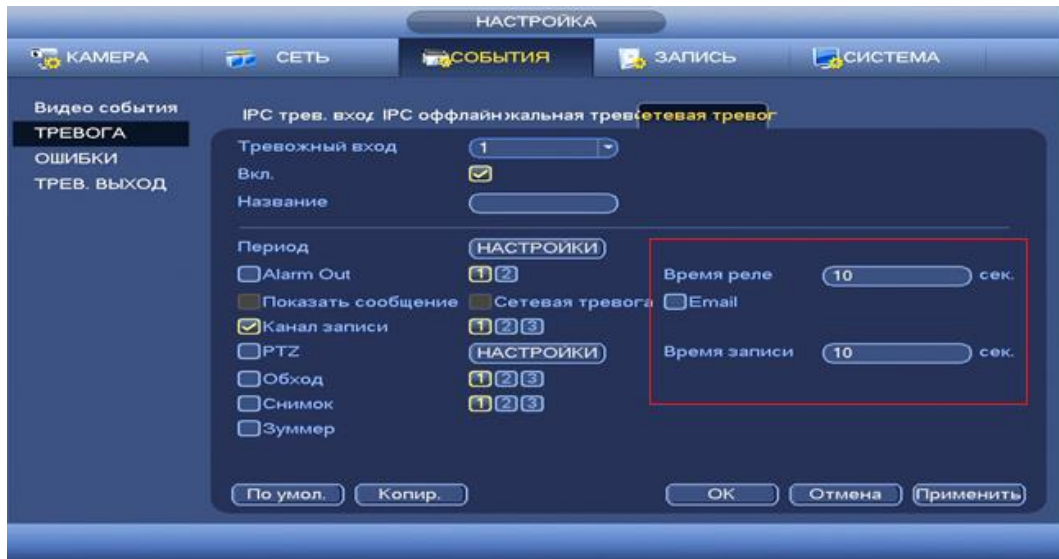 НАСТРОЙКА
КАМЕРА СЕТЬ СОБЫТИЯ ЗАПИСЬ СИСТЕМА
Видео события
ТРЕВОГА
ОШИБКИ
ТРЕВ. ВЫХОД
IPC трев. вход IPC оффлайн жальная трев етевая тревог
Тревожный вход 1
Вкл.
Название
Период НАСТРОЙКИ
Alarm Out 1 2 Время реле 10 сек.
Показать сообщение Сетевая тревога Email
Канал записи 1 2 3
PTZ НАСТРОЙКИ Время записи 10 сек.
Обход 1 2 3
Снимок 1 2 3
Зуммер
По умол. Копир. ОК Отмена Применить